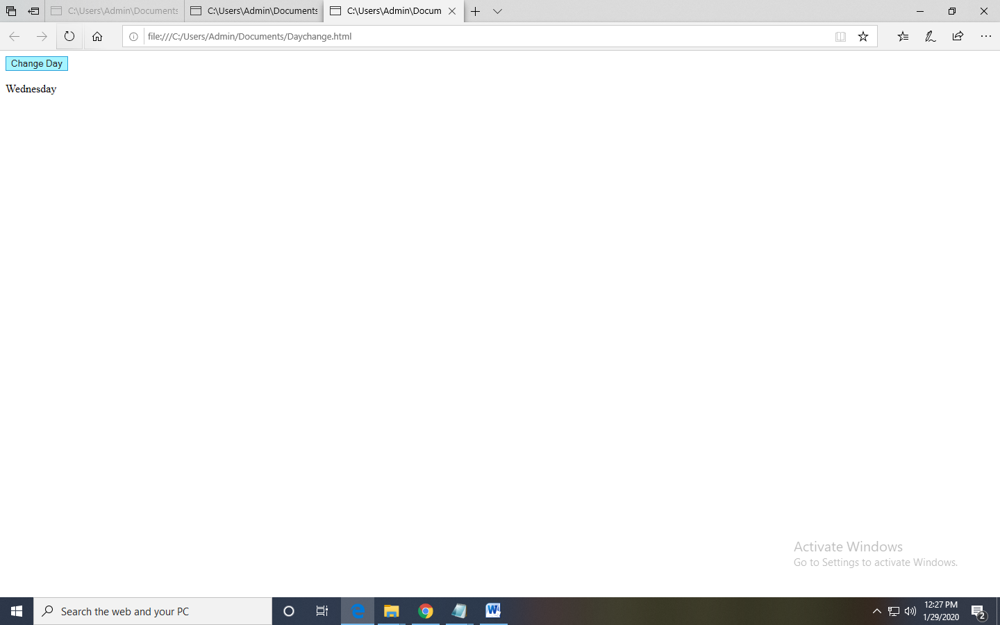 C:\Users\Admin\Documents
C:\Users\Admin\Documents
C:\Users\Admin\Docum
file:///C:/Users/Admin/Documents/Daychange.html
Change Day
Wednesday
Activate Windows
Go to Settings to activate Windows.
Search the web and your PC
12:27 PM
1/29/2020
2